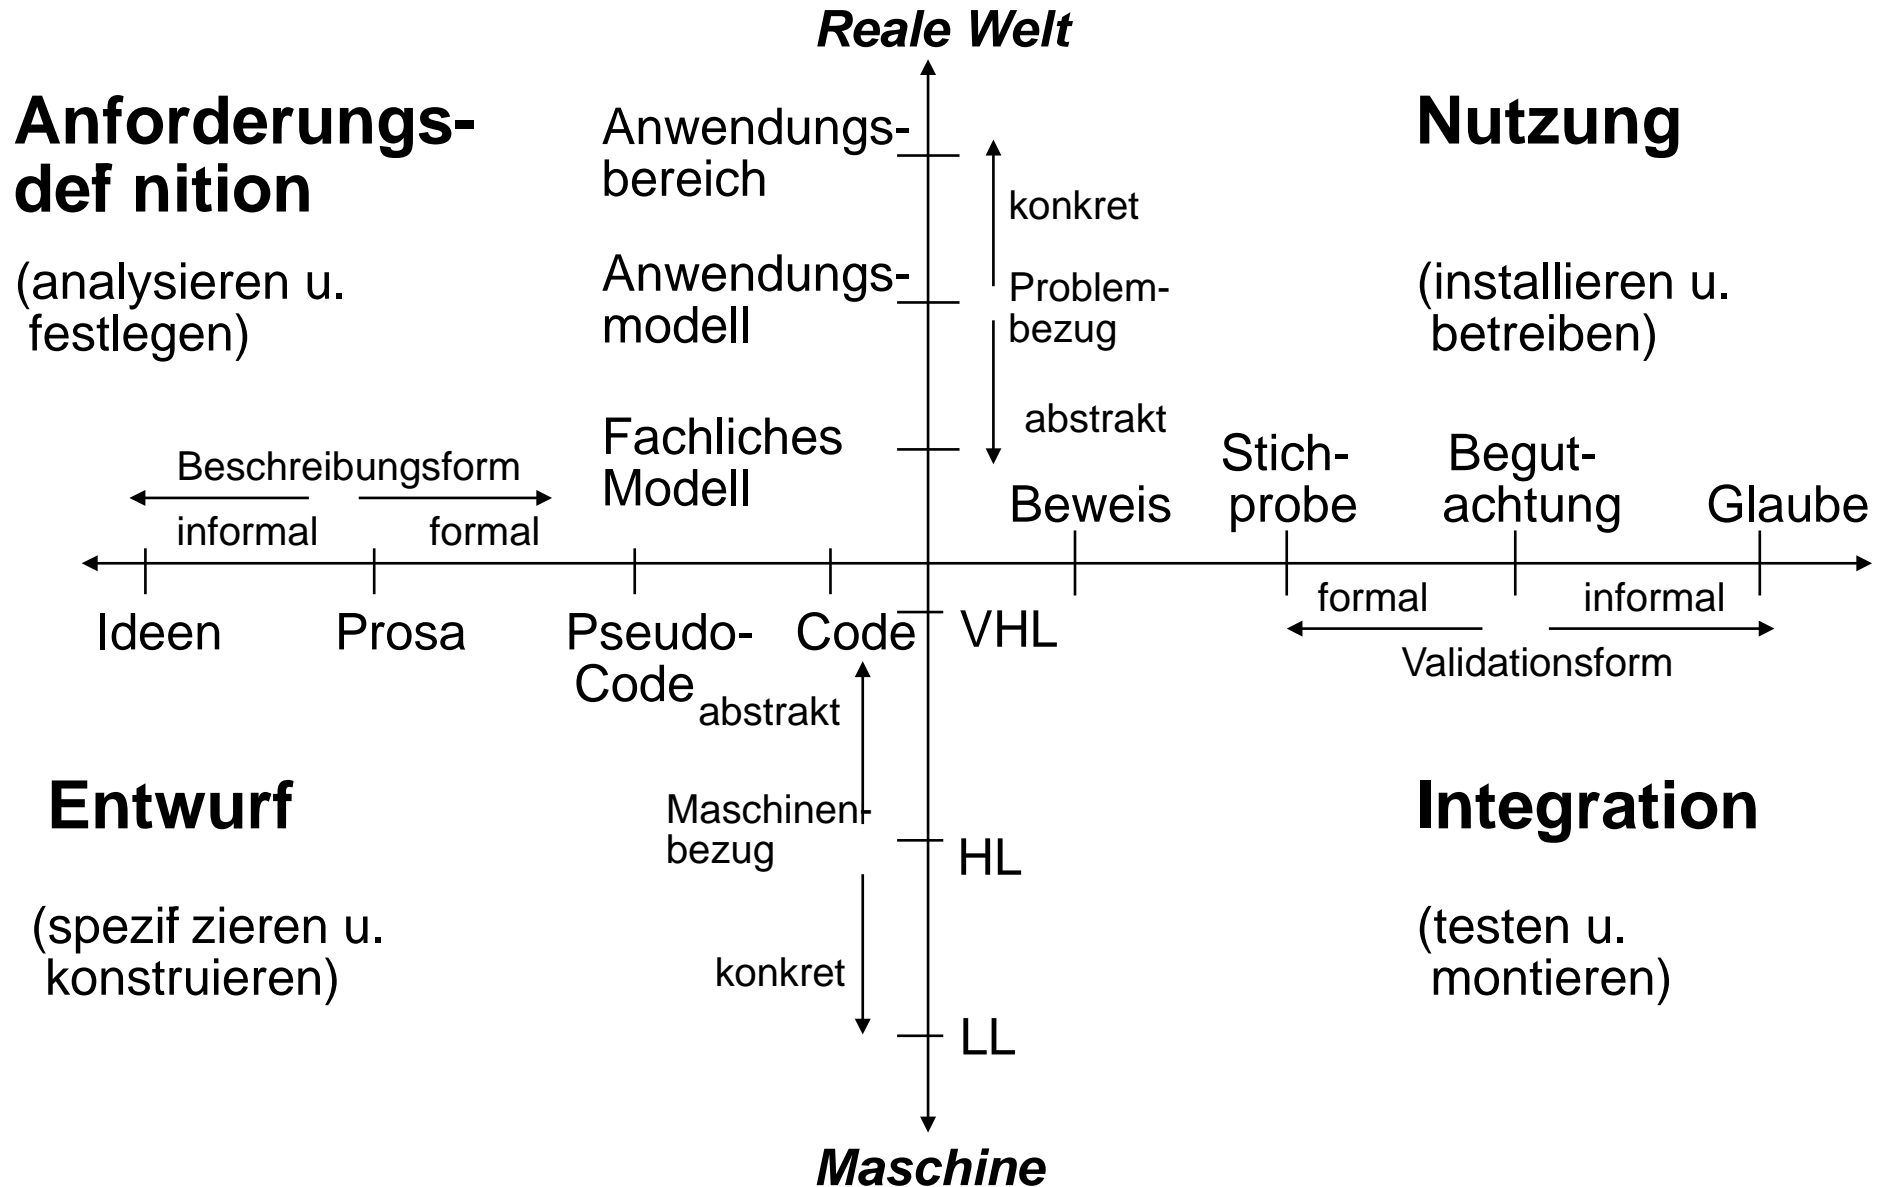 Reale Welt
Anforderungs-
def nition
(analysieren u.
festlegen)
Anwendungs-
bereich
Anwendungs-
modell
Fachliches
Modell
konkret
Problem-
bezug
abstrakt
Nutzung
(installieren u.
betreiben)
Beschreibungsform
informal
formal
Ideen
Prosa
Pseudo-
Code
Code
Beweis
Stich-
probe
Begut-
achtung
Glaube
formal
informal
Validationsform
VHL
HL
LL
abstrakt
Maschinen-
bezug
konkret
Entwurf
(spezif zieren u.
konstruieren)
Integration
(testen u.
montieren)
Maschine